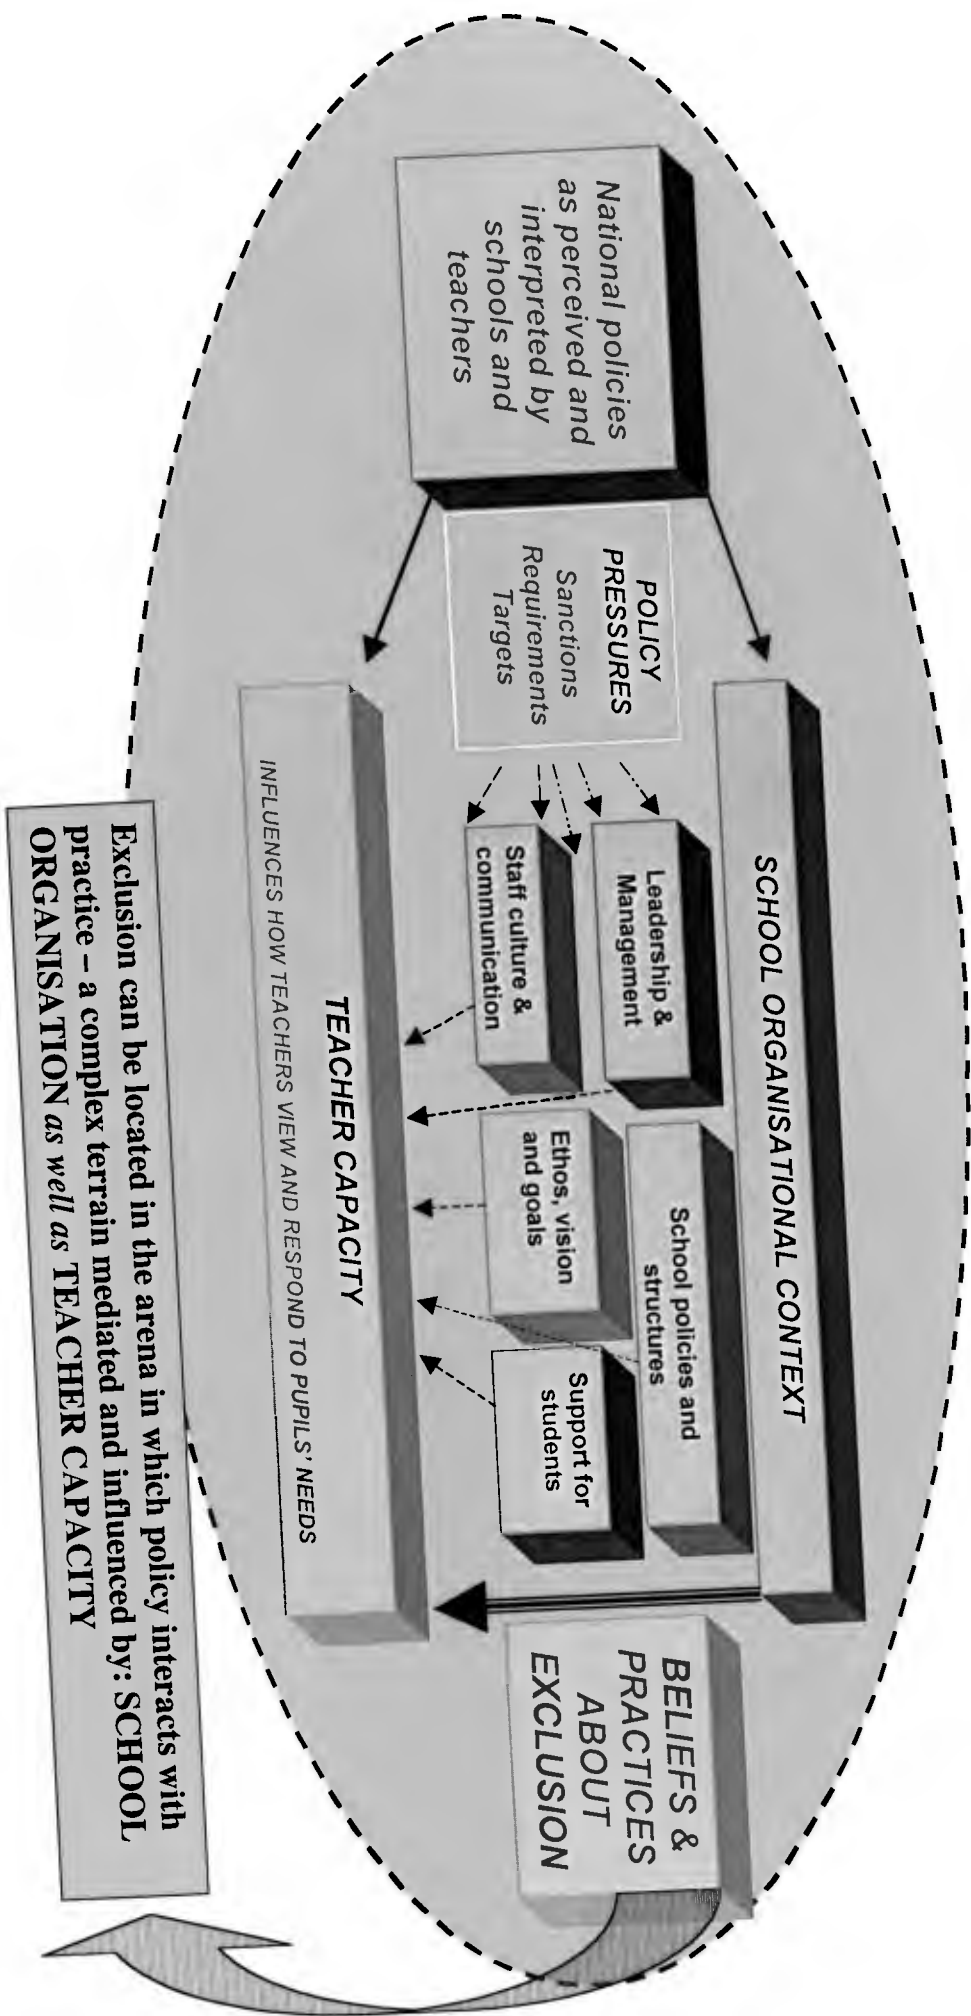 National policies
as perceived and
interpreted by
schools and
teachers
POLICY
PRESSURES
Sanctions
Requirements
Targets
SCHOOL ORGANISATIONAL CONTEXT
Leadership &
Management
School policies and
structures
Staff culture &
communication
Ethos, vision
and goals
Support for
students
TEACHER CAPACITY
INFLUENCES HOW TEACHERS VIEW AND RESPOND TO PUPILS' NEEDS
BELIEFS &
PRACTICES
ABOUT
EXCLUSION
Exclusion can be located in the arena in which policy interacts with
practice – a complex terrain mediated and influenced by: SCHOOL
ORGANISATION as well as TEACHER CAPACITY